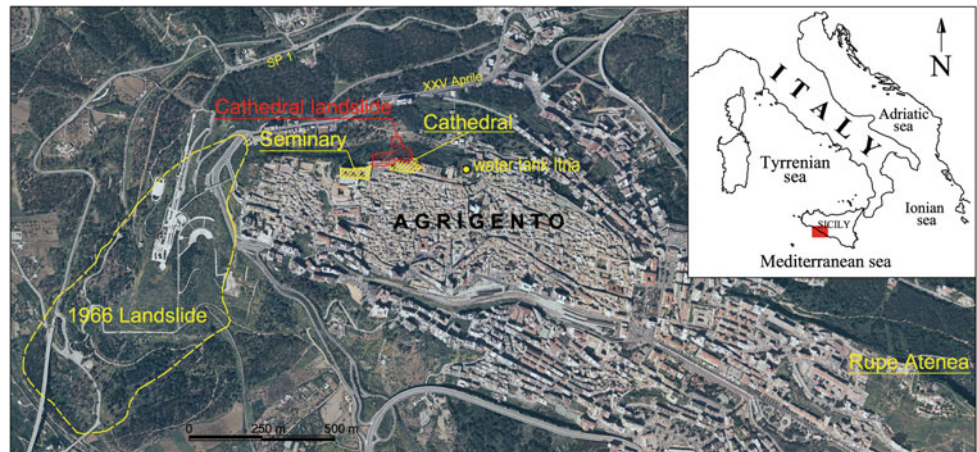 SP 1
XXV Aprile
Cathedral landslide
Cathedral
Seminary
water tank Itria
AGRIGENTO
1966 Landslide
Rupe Atenea
0 250 m 500 m
N
ITALY
Adriatic
sea
Tyrrenian
sea
Ionian
sea
SICILY
Mediterranean sea